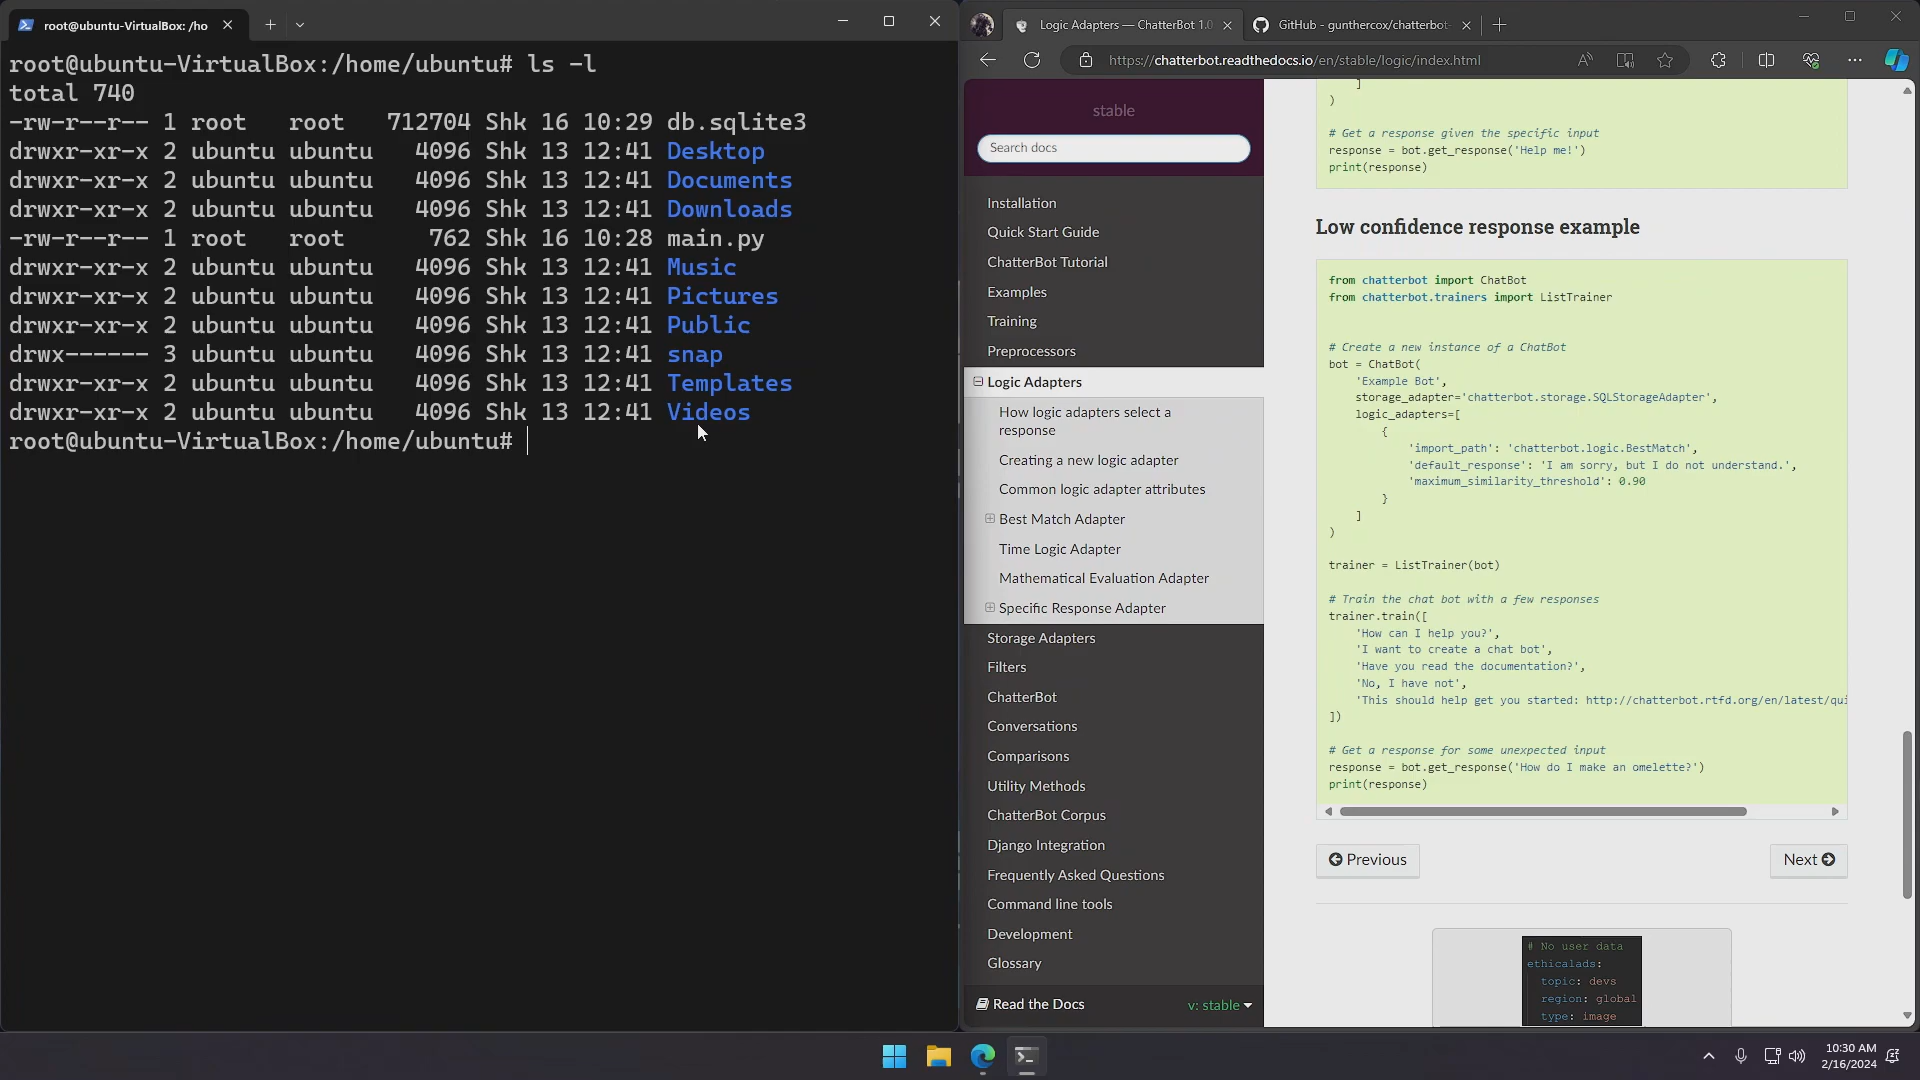 root@ubuntu-VirtualBox: /ho
root@ubuntu-VirtualBox:/home/ubuntu# ls -l
total 740
-rw-r--r-- 1 root   root   712704 Shk 16 10:29 db.sqlite3
drwxr-xr-x 2 ubuntu ubuntu   4096 Shk 13 12:41 Desktop
drwxr-xr-x 2 ubuntu ubuntu   4096 Shk 13 12:41 Documents
drwxr-xr-x 2 ubuntu ubuntu   4096 Shk 13 12:41 Downloads
-rw-r--r-- 1 root   root      762 Shk 16 10:28 main.py
drwxr-xr-x 2 ubuntu ubuntu   4096 Shk 13 12:41 Music
drwxr-xr-x 2 ubuntu ubuntu   4096 Shk 13 12:41 Pictures
drwxr-xr-x 2 ubuntu ubuntu   4096 Shk 13 12:41 Public
drwx------ 3 ubuntu ubuntu   4096 Shk 13 12:41 snap
drwxr-xr-x 2 ubuntu ubuntu   4096 Shk 13 12:41 Templates
drwxr-xr-x 2 ubuntu ubuntu   4096 Shk 13 12:41 Videos
root@ubuntu-VirtualBox:/home/ubuntu#
Logic Adapters — ChatterBot 1.0
GitHub - gunthercox/chatterbot-
https://chatterbot.readthedocs.io/en/stable/logic/index.html
stable
Search docs
Installation
Quick Start Guide
ChatterBot Tutorial
Examples
Training
Preprocessors
Logic Adapters
How logic adapters select a
response
Creating a new logic adapter
Common logic adapter attributes
Best Match Adapter
Time Logic Adapter
Mathematical Evaluation Adapter
Specific Response Adapter
Storage Adapters
Filters
ChatterBot
Conversations
Comparisons
Utility Methods
ChatterBot Corpus
Django Integration
Frequently Asked Questions
Command line tools
Development
Glossary
Read the Docs
v: stable
]
)
# Get a response given the specific input
response = bot.get_response('Help me!')
print(response)
Low confidence response example
from chatterbot import ChatBot
from chatterbot.trainers import ListTrainer
# Create a new instance of a ChatBot
bot = ChatBot(
'Example Bot',
storage_adapter='chatterbot.storage.SQLStorageAdapter',
logic_adapters=[
{
'import_path': 'chatterbot.logic.BestMatch',
'default_response': 'I am sorry, but I do not understand.',
'maximum_similarity_threshold': 0.90
}
]
)
trainer = ListTrainer(bot)
# Train the chat bot with a few responses
trainer.train([
'How can I help you?',
'I want to create a chat bot',
'Have you read the documentation?',
'No, I have not',
'This should help get you started: http://chatterbot.rtfd.org/en/latest/qui
])
# Get a response for some unexpected input
response = bot.get_response('How do I make an omelette?')
print(response)
Previous
Next
# No user data
ethicalads:
topic: devs
region: global
type: image
10:30 AM
2/16/2024